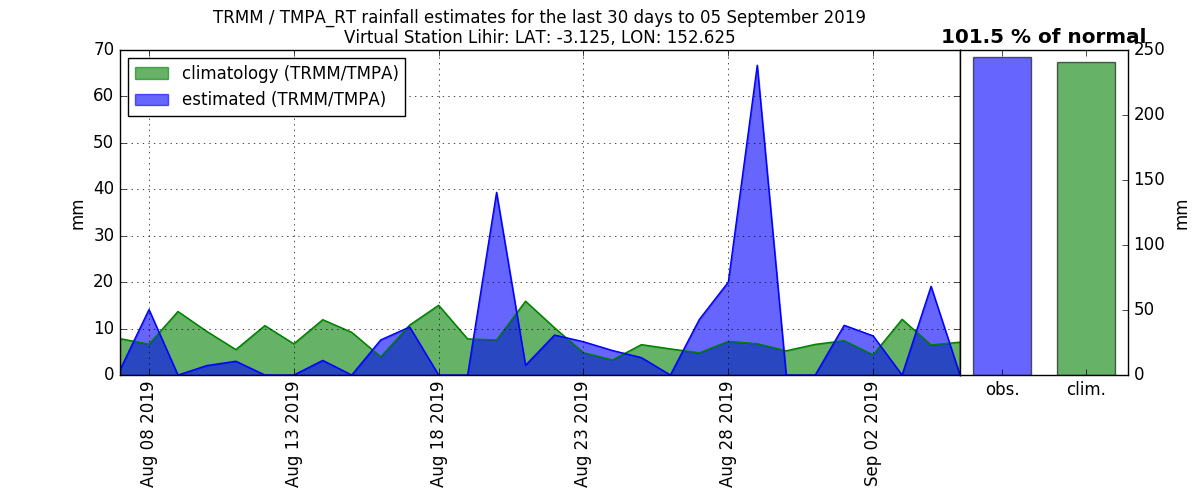 TRMM / TMPA_RT rainfall estimates for the last 30 days to 05 September 2019
Virtual Station Lihir: LAT: -3.125, LON: 152.625
101.5 % of normal
climatology (TRMM/TMPA)
estimated (TRMM/TMPA)
70
60
50
40
30
20
10
0
mm
Aug 08 2019
Aug 13 2019
Aug 18 2019
Aug 23 2019
Aug 28 2019
Sep 02 2019
obs.
clim.
250
200
150
100
50
0
mm